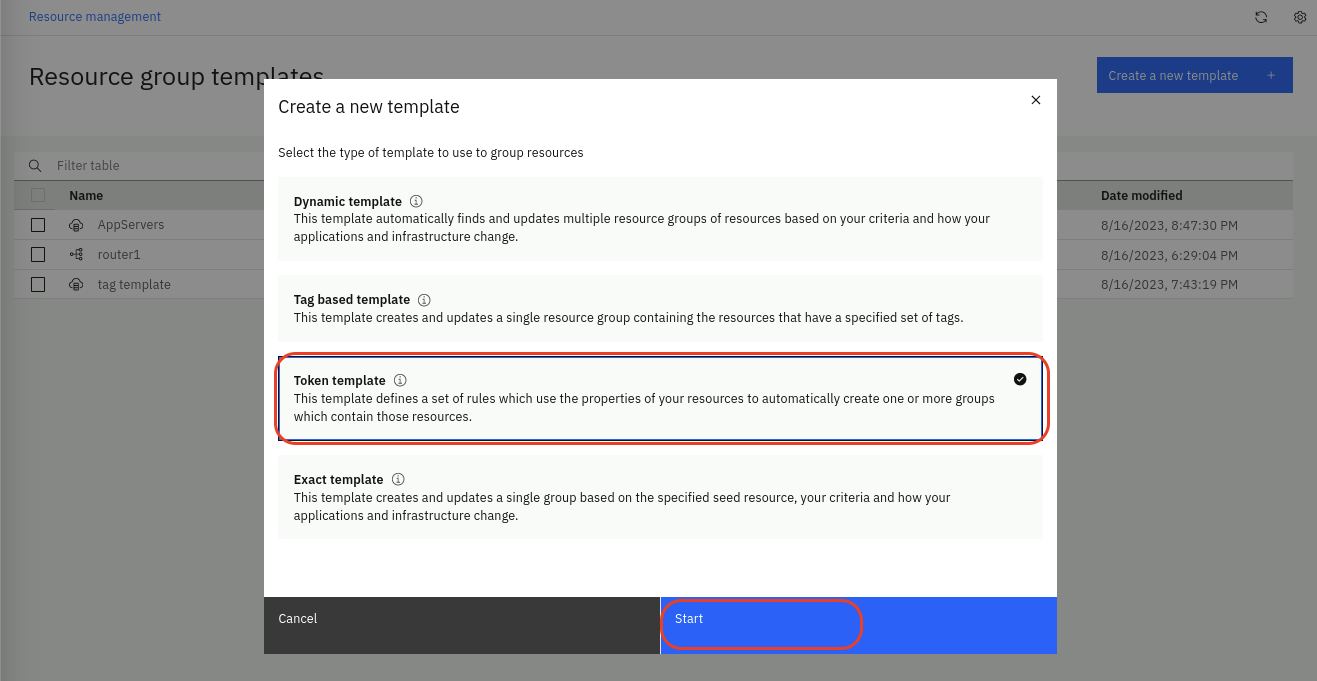 Resource management
Resource group templates
Create a new template +
Filter table
Name
Date modified
AppServers
8/16/2023, 8:47:30 PM
router1
8/16/2023, 6:29:04 PM
tag template
8/16/2023, 7:43:19 PM
Create a new template
Select the type of template to use to group resources
Dynamic template
This template automatically finds and updates multiple resource groups of resources based on your criteria and how your
applications and infrastructure change.
Tag based template
This template creates and updates a single resource group containing the resources that have a specified set of tags.
Token template
This template defines a set of rules which use the properties of your resources to automatically create one or more groups
which contain those resources.
Exact template
This template creates and updates a single group based on the specified seed resource, your criteria and how your
applications and infrastructure change.
Cancel
Start